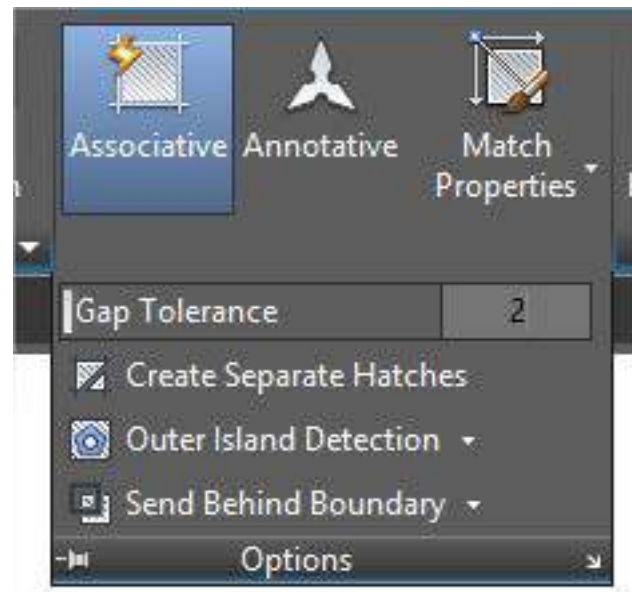 Associative Annotative Match
Properties
Gap Tolerance 2
Create Separate Hatches
Outer Island Detection
Send Behind Boundary
Options